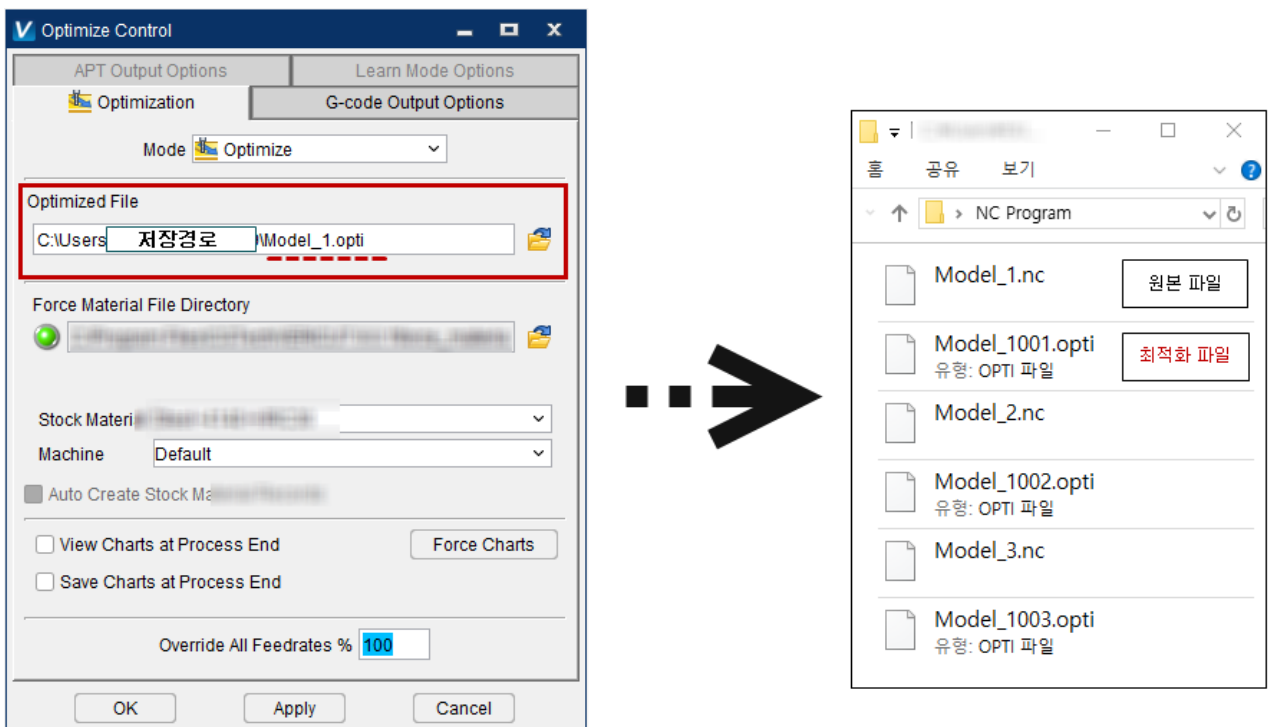 Optimize Control
APT Output Options
Learn Mode Options
Optimization
G-code Output Options
Mode
Optimize
Optimized File
C:\Users
저장경로
\Model_1.opti
Force Material File Directory
Stock Materi
Machine
Default
Auto Create Stock Ma
View Charts at Process End
Force Charts
Save Charts at Process End
Override All Feedrates %
100
OK
Apply
Cancel
홈
공유
보기
NC Program
Model_1.nc
원본 파일
Model_1001.opti
유형: OPTI 파일
최적화 파일
Model_2.nc
Model_1002.opti
유형: OPTI 파일
Model_3.nc
Model_1003.opti
유형: OPTI 파일